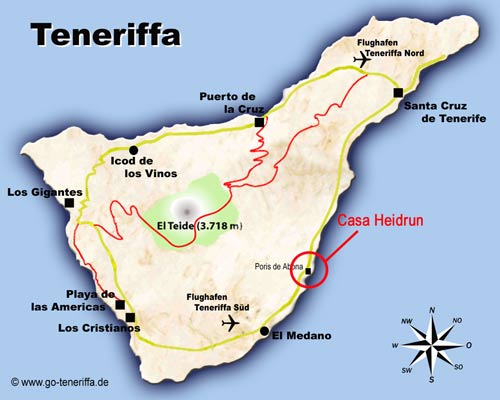 Teneriffa
Flughafen
Teneriffa Nord
Puerto de
la Cruz
Santa Cruz
de Tenerife
Icod de
los Vinos
Los Gigantes
El Teide (3.718 m)
Casa Heidrun
Poris de Abona
Playa de
las Americas
Los Cristianos
Flughafen
Teneriffa Süd
El Medano
N
NW
NO
W
O
SW
SO
S
© www.go-teneriffa.de